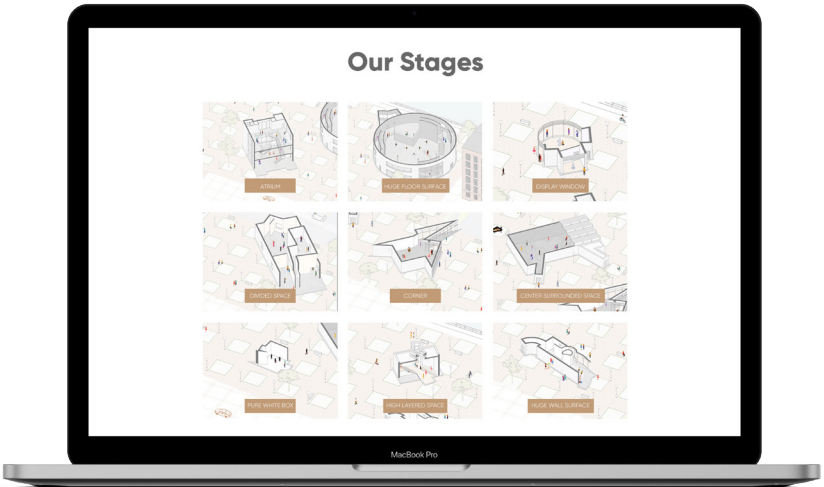 Our Stages
ATRIUM
HUGE FLOOR SURFACE
DISPLAY WINDOW
DIVIDED SPACE
CORNER
CENTER SURROUNDED SPACE
PURE WHITE BOX
HIGH LAYERED SPACE
HUGE WALL SURFACE
MacBook Pro